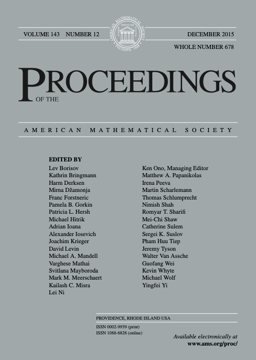 VOLUME 143 NUMBER 12
DECEMBER 2015
WHOLE NUMBER 678
PROCEEDINGS
OF THE
AMERICAN MATHEMATICAL SOCIETY
EDITED BY
Lev Borisov
Kathrin Bringmann
Harm Derksen
Mirna Džamonja
Franc Forstneric
Joachim Krieger
Pamela B. Gorkin
Patricia L. Hersh
Michael Hitrik
Adrian Ioana
Alexander Iosevich
David Levin
Michael A. Mandell
Varghese Mathai
Svitlana Mayboroda
Mark M. Meerschaert
Kailash C. Misra
Lei Ni
Ken Ono, Managing Editor
Matthew A. Papanikolas
Irena Peeva
Martin Scharlemann
Thomas Schlumprecht
Nimish Shah
Romyar T. Sharifi
Mei-Chi Shaw
Catherine Sulem
Sergei K. Suslov
Pham Huu Tiep
Jeremy Tyson
Walter Van Assche
Guofang Wei
Kevin Whyte
Michael Wolf
Yingfei Yi
PROVIDENCE, RHODE ISLAND USA
ISSN 0002-9939 (print)
ISSN 1088-6826 (online)
Available electronically at
www.ams.org/proc/